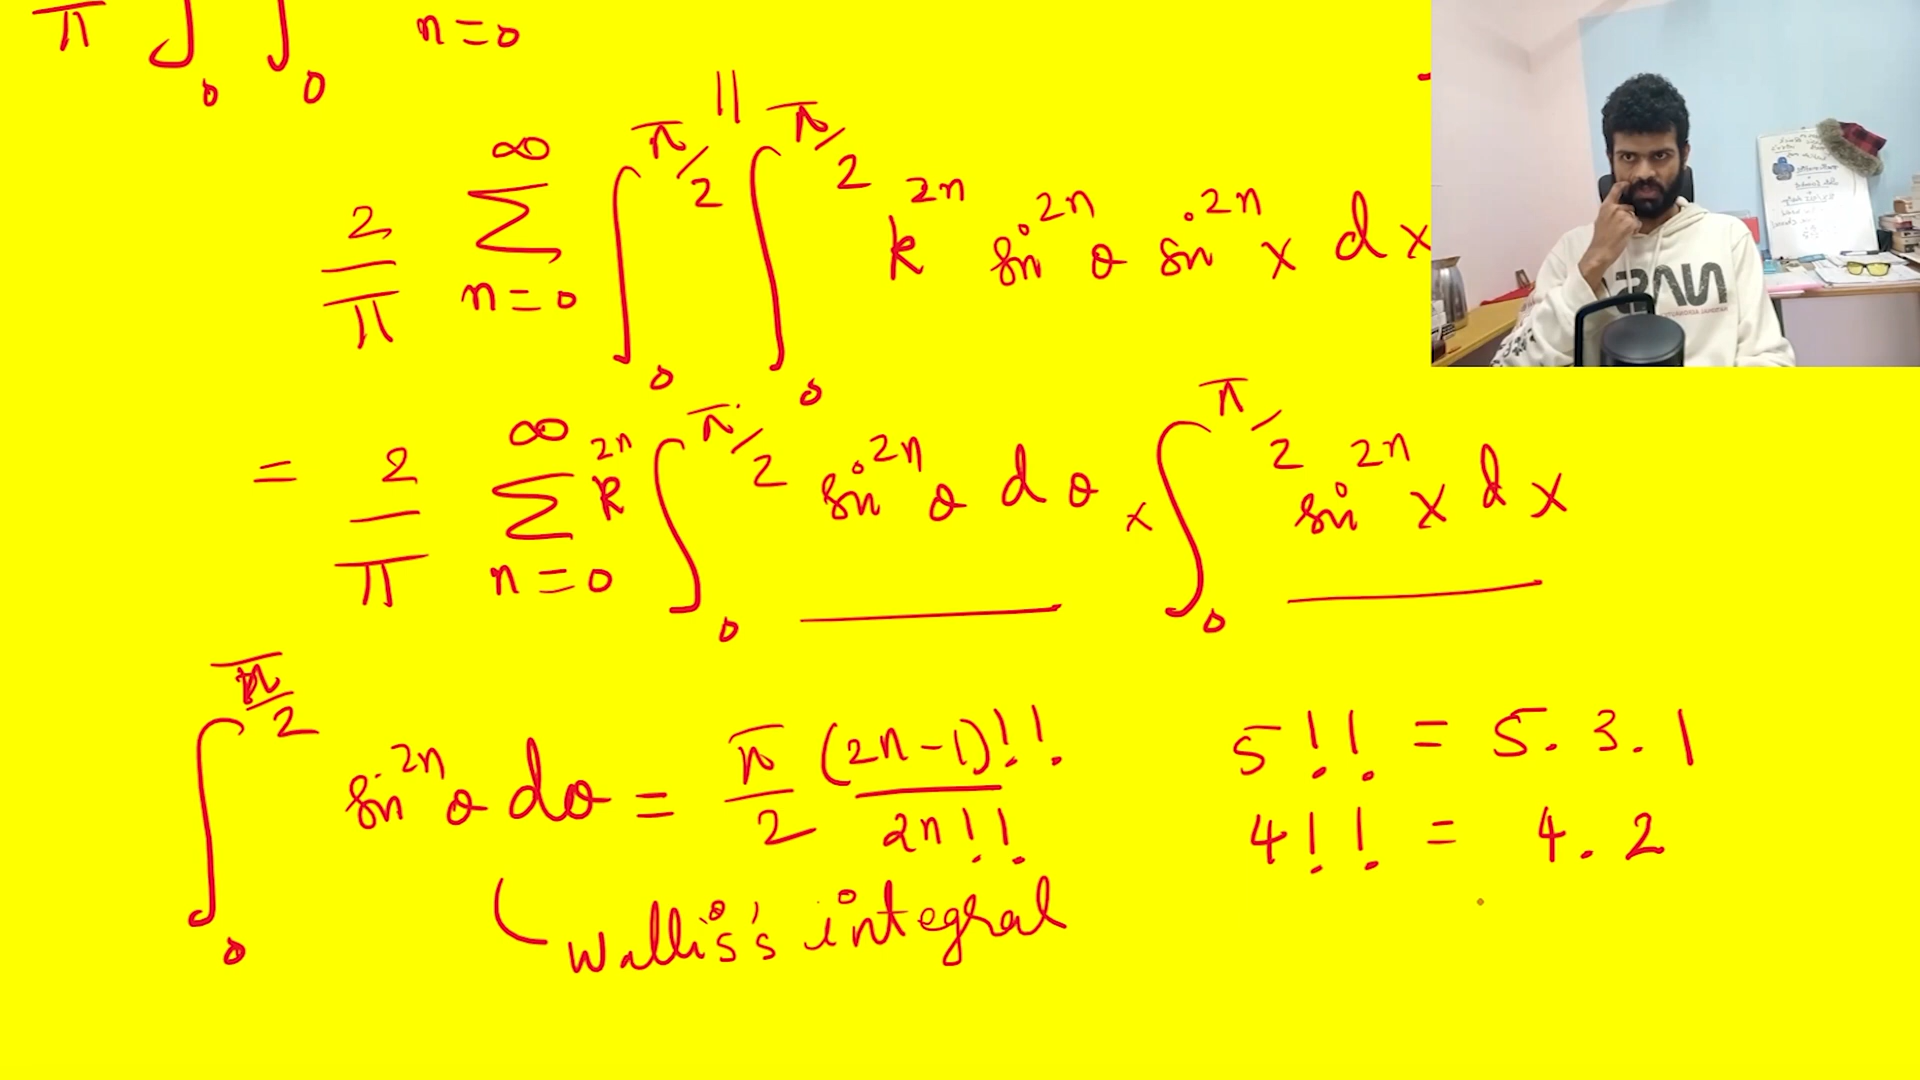 π ∫₀ ∫₀ n=0
||
2/π ∑_{n=0}^{∞} ∫₀^{π/2} ∫₀^{π/2} k^{2n} sin^{2n} θ sin^{2n} x dx
= 2/π ∑_{n=0}^{∞} k^{2n} ∫₀^{π/2} sin^{2n} θ dθ × ∫₀^{π/2} sin^{2n} x dx
∫₀^{π/2} sin^{2n} θ dθ = π/2 (2n-1)!!/2n!!
5!! = 5.3.1
4!! = 4.2
Wallis's integral